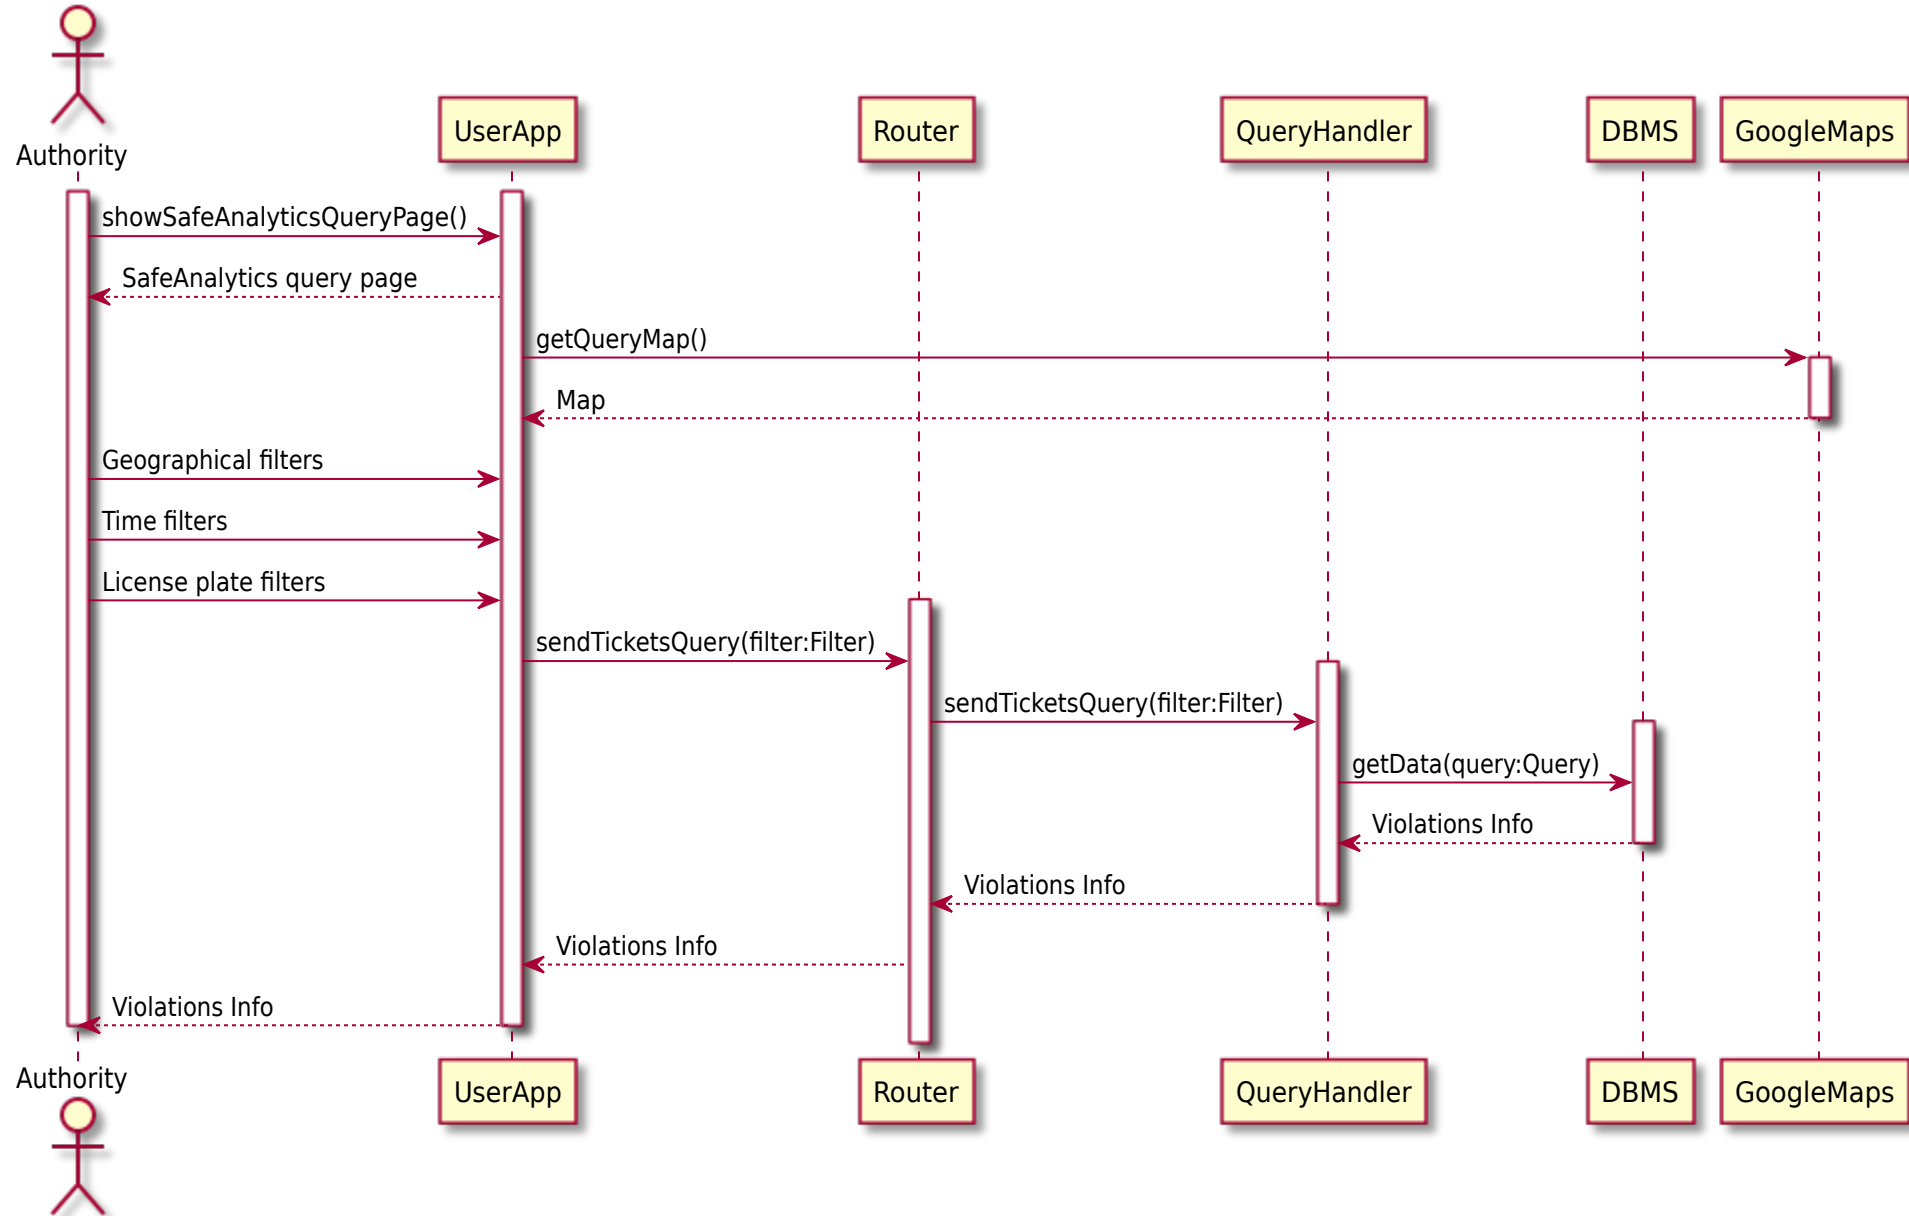 Authority
UserApp
Router
QueryHandler
DBMS
GoogleMaps
showSafeAnalyticsQueryPage()
SafeAnalytics query page
getQueryMap()
Map
Geographical filters
Time filters
License plate filters
sendTicketsQuery(filter:Filter)
sendTicketsQuery(filter:Filter)
getData(query:Query)
Violations Info
Violations Info
Violations Info
Violations Info
Authority
UserApp
Router
QueryHandler
DBMS
GoogleMaps